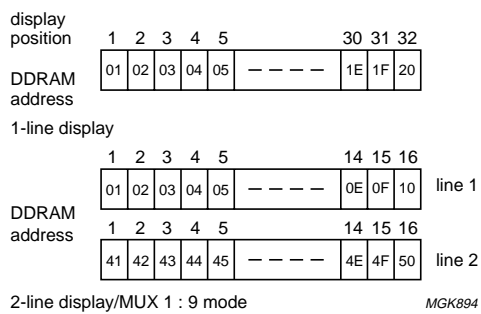 display
position 1 2 3 4 5 30 31 32
DDRAM
address
01 02 03 04 05 1E 1F 20
1-line display
1 2 3 4 5 14 15 16
01 02 03 04 05 0E 0F 10 line 1
DDRAM
address
1 2 3 4 5 14 15 16
41 42 43 44 45 4E 4F 50 line 2
2-line display/MUX 1 : 9 mode
MGK894